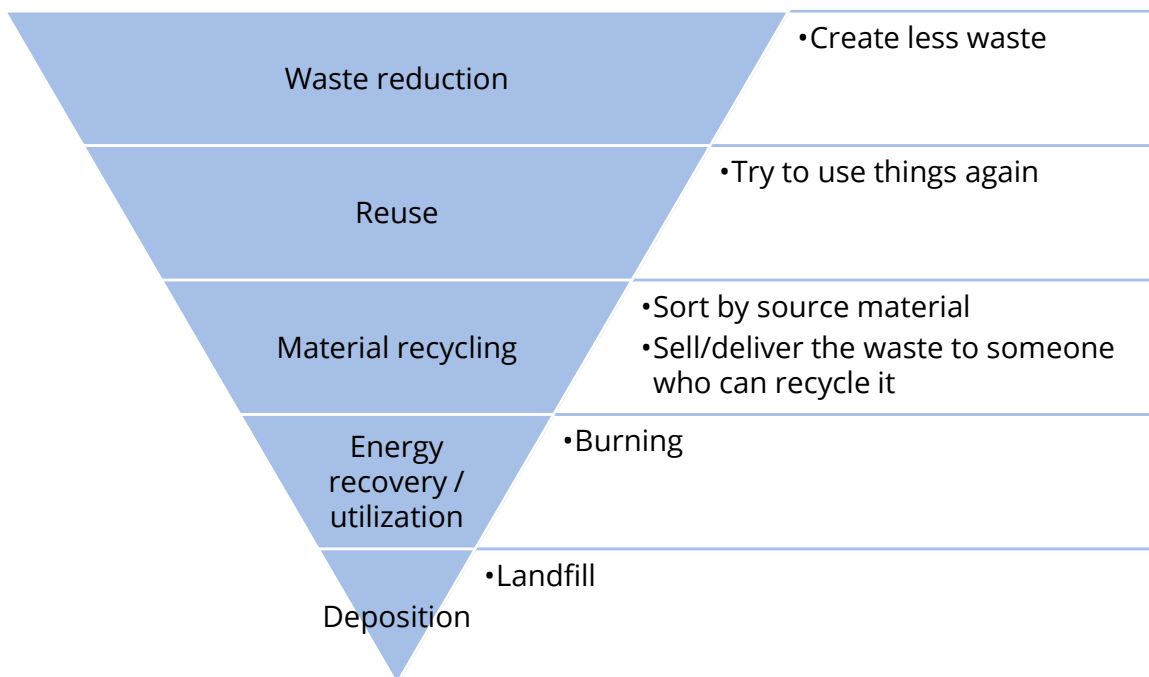 Waste reduction
•Create less waste
Reuse
•Try to use things again
Material recycling
•Sort by source material
•Sell/deliver the waste to someone
who can recycle it
Energy
recovery /
utilization
•Burning
Deposition
•Landfill